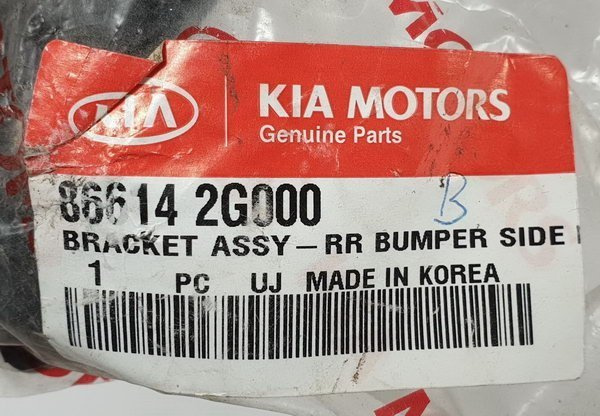 KIA
KIA MOTORS
Genuine Parts
86614 2G000
B
BRACKET ASSY-RR BUMPER SIDE
1 PC UJ MADE IN KOREA